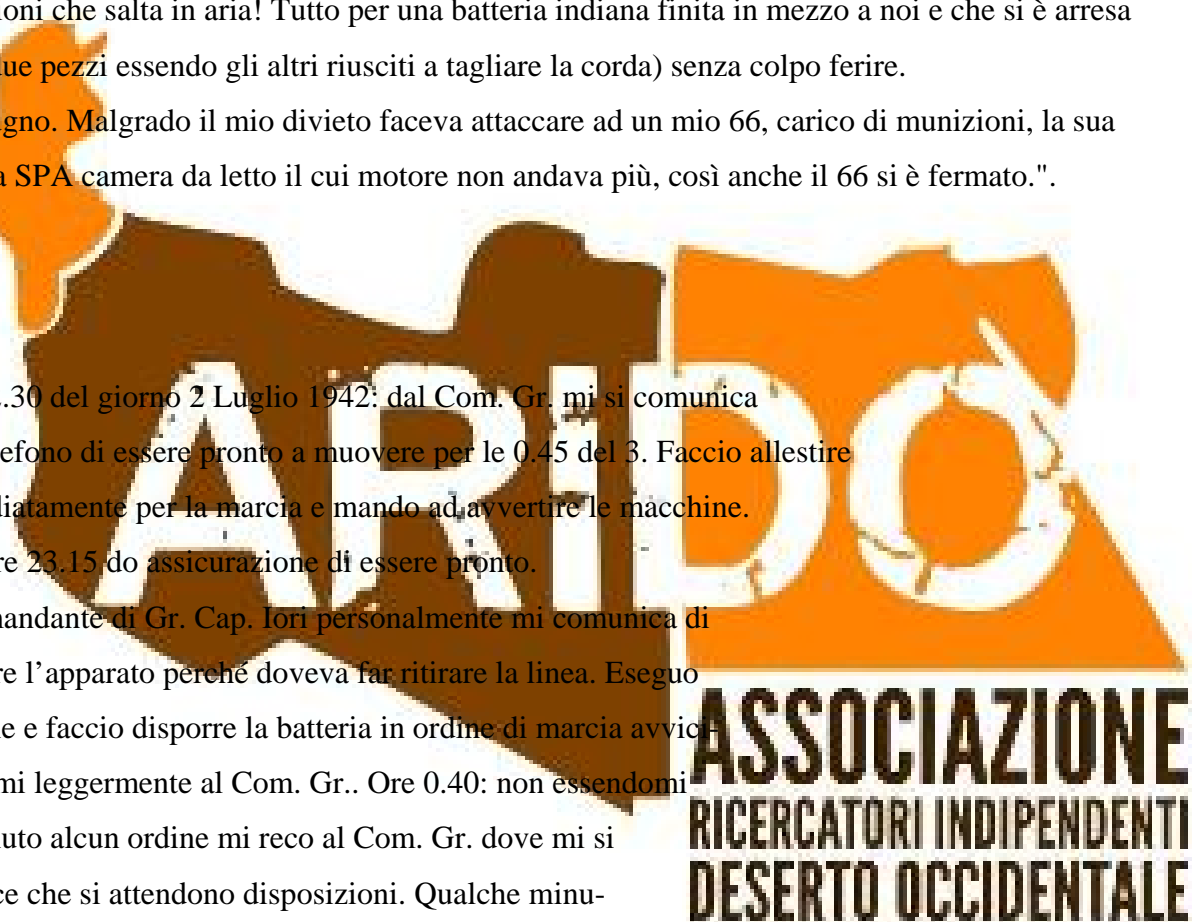 ioni che salta in aria! Tutto per una batteria indiana finita in mezzo a noi e che si è arresa
due pezzi essendo gli altri riusciti a tagliare la corda) senza colpo ferire.
egno. Malgrado il mio divieto faceva attaccare ad un mio 66, carico di munizioni, la sua
a SPA camera da letto il cui motore non andava più, così anche il 66 si è fermato.".
.30 del giorno 2 Luglio 1942: dal Com. Gr. mi si comunica
efono di essere pronto a muovere per le 0.45 del 3. Faccio allestire
diatamente per la marcia e mando ad avvertire le macchine.
re 23.15 do assicurazione di essere pronto.
mandante di Gr. Cap. Iori personalmente mi comunica di
re l'apparato perché doveva far ritirare la linea. Eseguo
e e faccio disporre la batteria in ordine di marcia avvici-
mi leggermente al Com. Gr.. Ore 0.40: non essendomi
uto alcun ordine mi reco al Com. Gr. dove mi si
ce che si attendono disposizioni. Qualche minu-
ARIDO
ASSOCIAZIONE
RICERCATORI INDIPENDENTI
DESERTO OCCIDENTALE